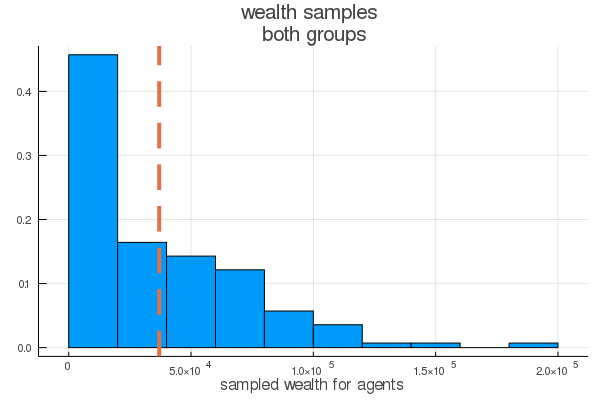 wealth samples
both groups
0.4
0.3
0.2
0.1
0.0
0 5.0×10 4 1.0×10 5 1.5×10 5 2.0×10 5
sampled wealth for agents